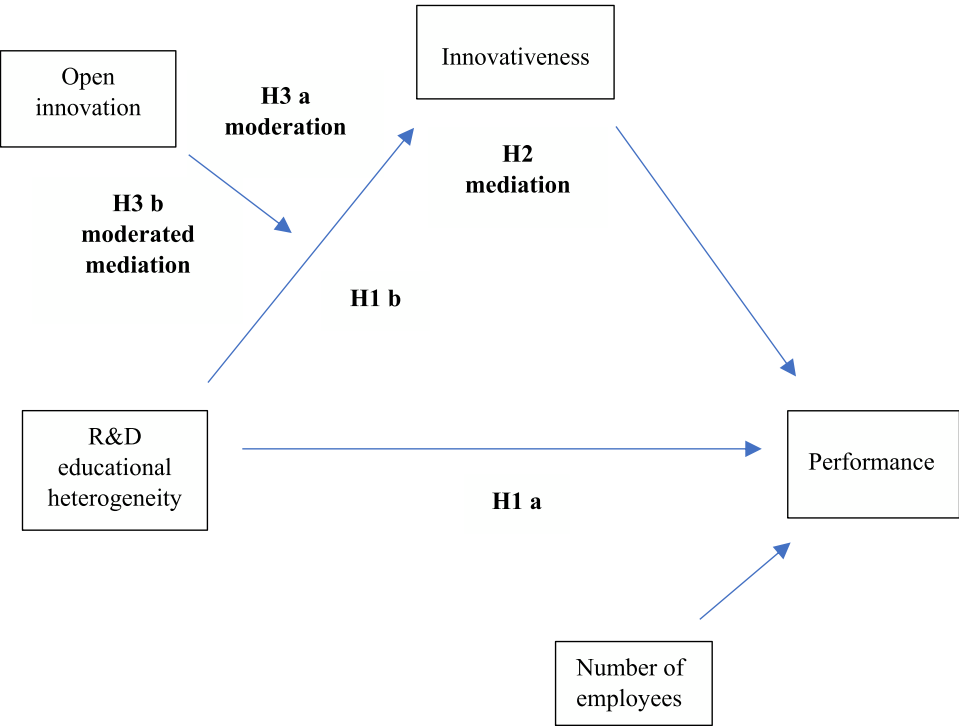 Innovativeness
Open
innovation
H3 a
moderation
H2
mediation
H3 b
moderated
mediation
H1 b
R&D
educational
heterogeneity
Performance
H1 a
Number of
employees